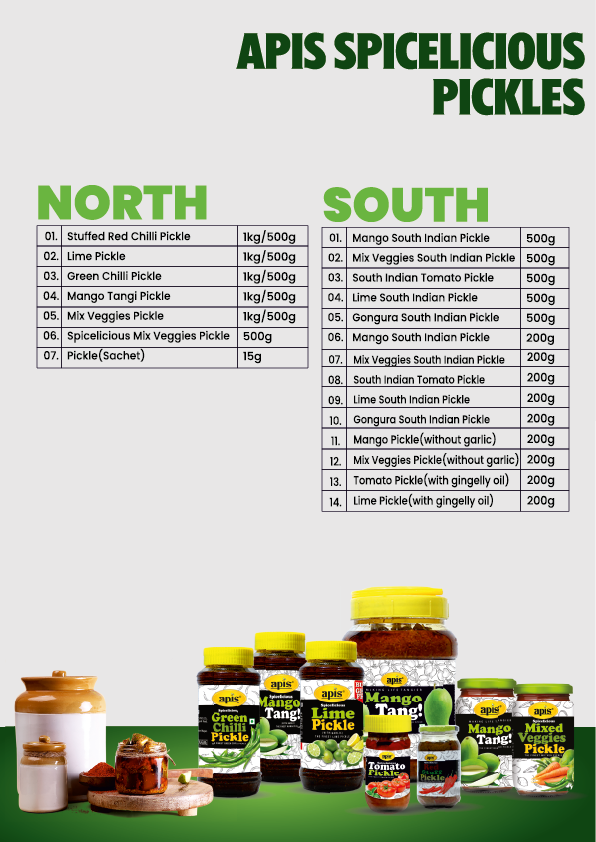 APIS SPICELICIOUS
PICKLES
NORTH
01. Stuffed Red Chilli Pickle 1kg/500g
02. Lime Pickle 1kg/500g
03. Green Chilli Pickle 1kg/500g
04. Mango Tangi Pickle 1kg/500g
05. Mix Veggies Pickle 1kg/500g
06. Spicelicious Mix Veggies Pickle 500g
07. Pickle(Sachet) 15g
SOUTH
01. Mango South Indian Pickle 500g
02. Mix Veggies South Indian Pickle 500g
03. South Indian Tomato Pickle 500g
04. Lime South Indian Pickle 500g
05. Gongura South Indian Pickle 500g
06. Mango South Indian Pickle 200g
07. Mix Veggies South Indian Pickle 200g
08. South Indian Tomato Pickle 200g
09. Lime South Indian Pickle 200g
10. Gongura South Indian Pickle 200g
11. Mango Pickle(without garlic) 200g
12. Mix Veggies Pickle(without garlic) 200g
13. Tomato Pickle(with gingelly oil) 200g
14. Lime Pickle(with gingelly oil) 200g
apis
Spicelicious
Green
Chilli
Pickle
apis
Mango
Tang!
apis
Spicelicious
Lime
Pickle
apis
MAKING LIFE TANGIER
Mango
Tang!
Tomato
Pickle
Pickle
apis
MAKING LIFE TANGIER
Mango
Tang!
apis
Spicelicious
Mixed
Veggies
Pickle